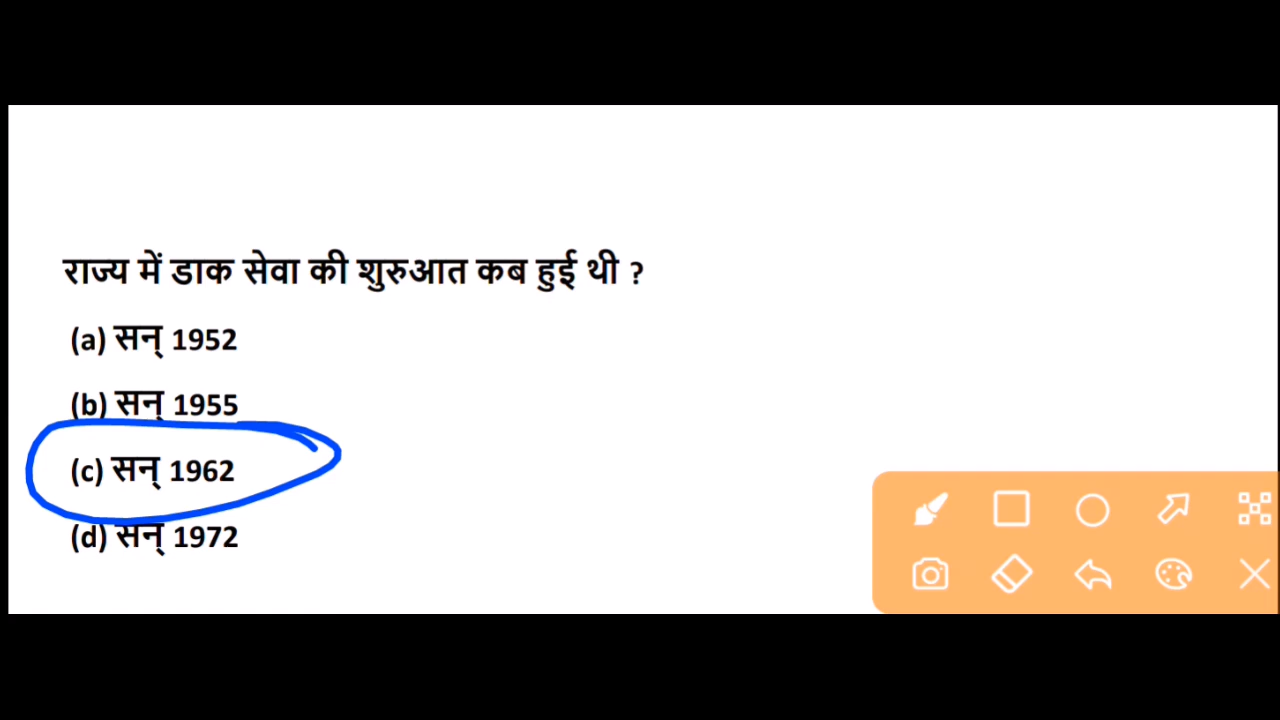 राज्य में डाक सेवा की शुरुआत कब हुई थी ?
(a) सन् 1952
(b) सन् 1955
(c) सन् 1962
(d) सन् 1972